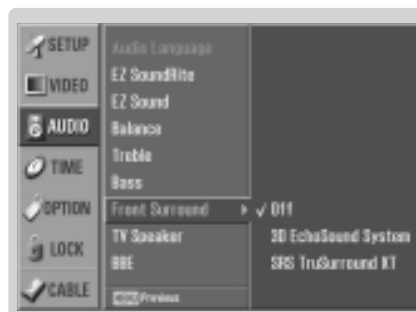 SETUP
VIDEO
AUDIO
TIME
OPTION
LOCK
CABLE
Audio Language
EZ SoundRite
EZ Sound
Balance
Treble
Bass
Front Surround
TV Speaker
BBE
MENU Previous
√ Off
3D EchoSound System
SRS TruSurround XT